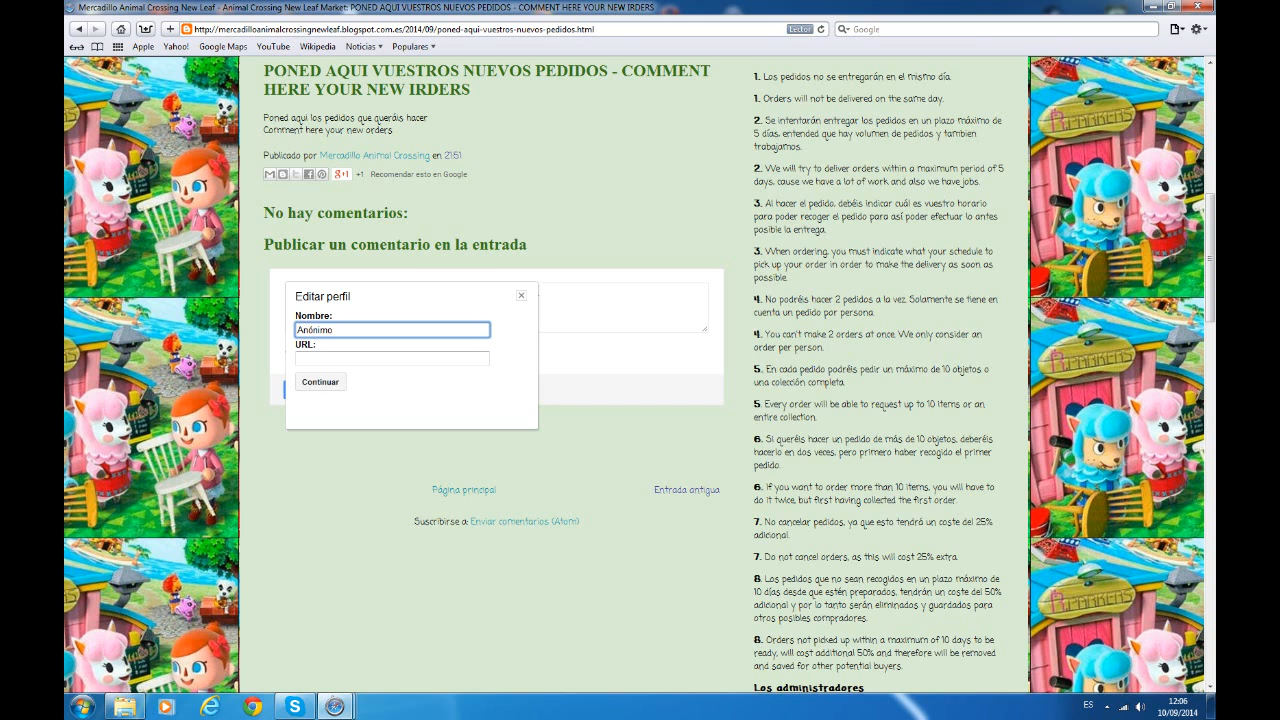 Mercadillo Animal Crossing New Leaf - Animal Crossing New Leaf Market: PONED AQUI VUESTROS NUEVOS PEDIDOS - COMMENT HERE YOUR NEW IRDERS
http://mercadilloanimalcrossingnewleaf.blogspot.com.es/2014/09/poned-aqui-vuestros-nuevos-pedidos.html
Lector
Google
Apple Yahoo! Google Maps YouTube Wikipedia Noticias Populares
PONED AQUI VUESTROS NUEVOS PEDIDOS - COMMENT
HERE YOUR NEW IRDERS
Poned aqui los pedidos que queráis hacer
Comment here your new orders
Publicado por Mercadillo Animal Crossing en 21:51
g+1 +1 Recomendar esto en Google
No hay comentarios:
Publicar un comentario en la entrada
Editar perfil
Nombre:
Anónimo
URL:
Continuar
Página principal
Entrada antigua
Suscribirse a: Enviar comentarios (Atom)
1. Los pedidos no se entregarán en el mismo día.
1. Orders will not be delivered on the same day.
2. Se intentarán entregar los pedidos en un plazo máximo de
5 días, entended que hay volumen de pedidos y tambien
trabajamos.
2. We will try to deliver orders within a maximum period of 5
days, cause we have a lot of work and also we have jobs.
3. Al hacer el pedido, debéis indicar cuál es vuestro horario
para poder recoger el pedido para así poder efectuar lo antes
posible la entrega.
3. When ordering, you must indicate what your schedule to
pick up your order in order to make the delivery as soon as
possible.
4. No podréis hacer 2 pedidos a la vez. Solamente se tiene en
cuenta un pedido por persona.
4. You can't make 2 orders at once. We only consider an
order per person.
5. En cada pedido podréis pedir un máximo de 10 objetos o
una colección completa.
5. Every order will be able to request up to 10 items or an
entire collection.
6. Si queréis hacer un pedido de más de 10 objetos, deberéis
hacerlo en dos veces, pero primero haber recogido el primer
pedido.
6. If you want to order more than 10 items, you will have to
do it twice, but first having collected the first order.
7. No cancelar pedidos, ya que esto tendrá un coste del 25%
adicional.
7. Do not cancel orders, as this will cost 25% extra.
8. Los pedidos que no sean recogidos en un plazo máximo de
10 días desde que estén preparados, tendrán un coste del 50%
adicional y por lo tanto serán eliminados y guardados para
otros posibles compradores.
8. Orders not picked up within a maximum of 10 days to be
ready, will cost additional 50% and therefore will be removed
and saved for other potential buyers.
Los administradores
ES
12:06
10/09/2014